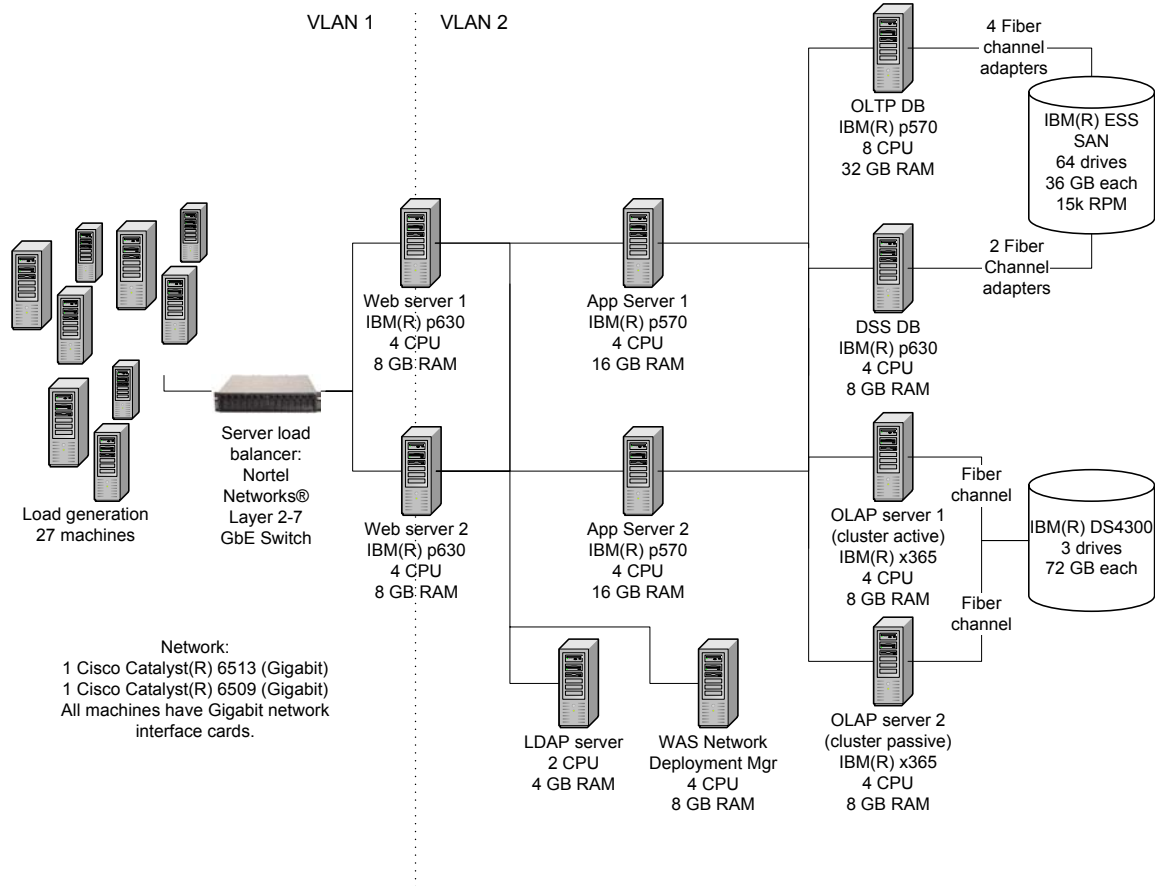 VLAN 1
VLAN 2
4 Fiber
channel
adapters
OLTP DB
IBM(R) p570
8 CPU
32 GB RAM
IBM(R) ESS
SAN
64 drives
36 GB each
15k RPM
2 Fiber
Channel
adapters
Web server 1
IBM(R) p630
4 CPU
8 GB RAM
App Server 1
IBM(R) p570
4 CPU
16 GB RAM
DSS DB
IBM(R) p630
4 CPU
8 GB RAM
Load generation
27 machines
Server load
balancer:
Nortel
Networks®
Layer 2-7
GbE Switch
Web server 2
IBM(R) p630
4 CPU
8 GB RAM
App Server 2
IBM(R) p570
4 CPU
16 GB RAM
OLAP server 1
(cluster active)
IBM(R) x365
4 CPU
8 GB RAM
Fiber
channel
IBM(R) DS4300
3 drives
72 GB each
Fiber
channel
Network:
1 Cisco Catalyst(R) 6513 (Gigabit)
1 Cisco Catalyst(R) 6509 (Gigabit)
All machines have Gigabit network
interface cards.
LDAP server
2 CPU
4 GB RAM
WAS Network
Deployment Mgr
4 CPU
8 GB RAM
OLAP server 2
(cluster passive)
IBM(R) x365
4 CPU
8 GB RAM